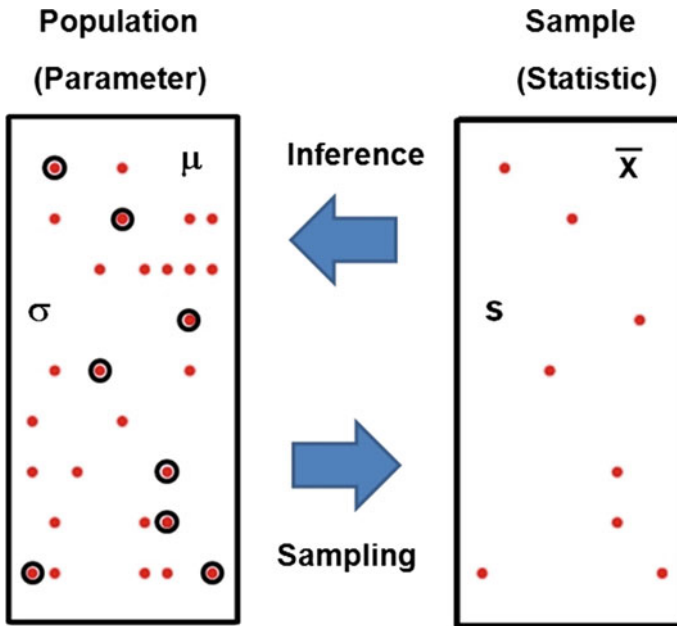 Population
(Parameter)
Sample
(Statistic)
μ
Inference
x̅
σ
s
Sampling